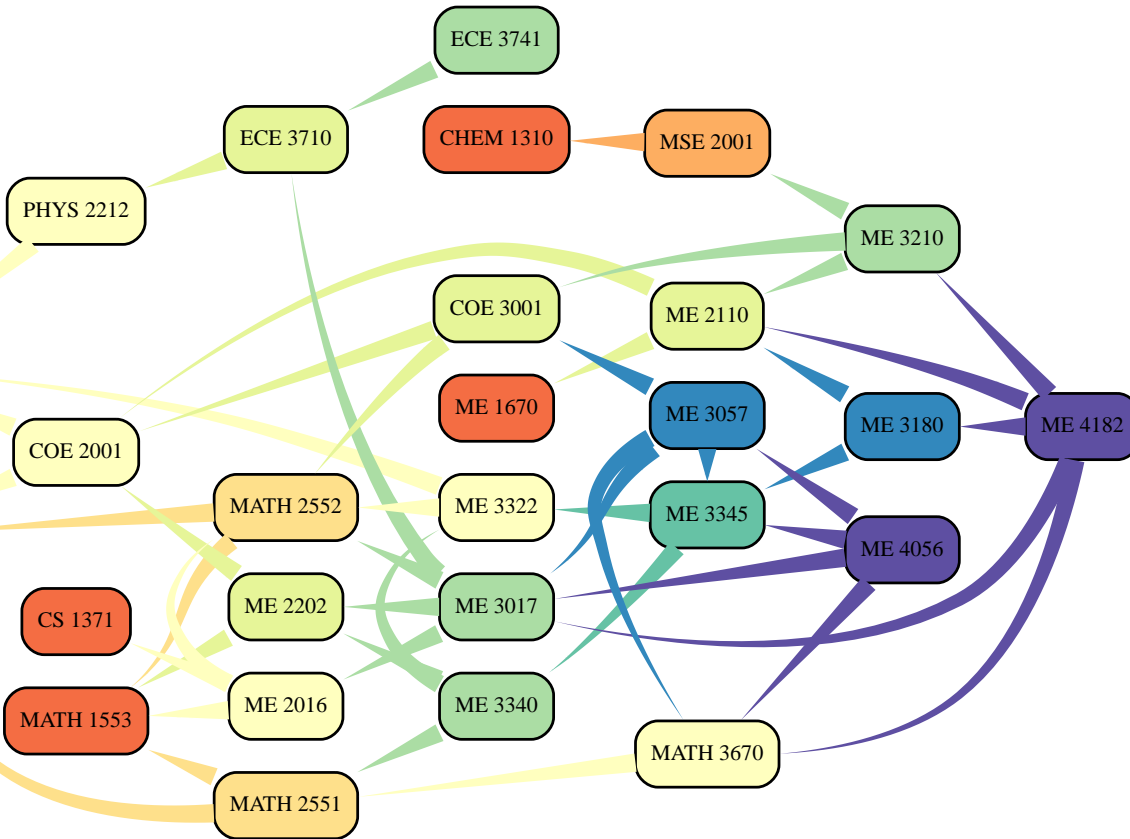 ECE 3741
ECE 3710
CHEM 1310
MSE 2001
PHYS 2212
ME 3210
COE 3001
ME 2110
ME 1670
ME 3057
ME 3180
ME 4182
COE 2001
MATH 2552
ME 3322
ME 3345
ME 4056
CS 1371
ME 2202
ME 3017
MATH 1553
ME 2016
ME 3340
MATH 3670
MATH 2551